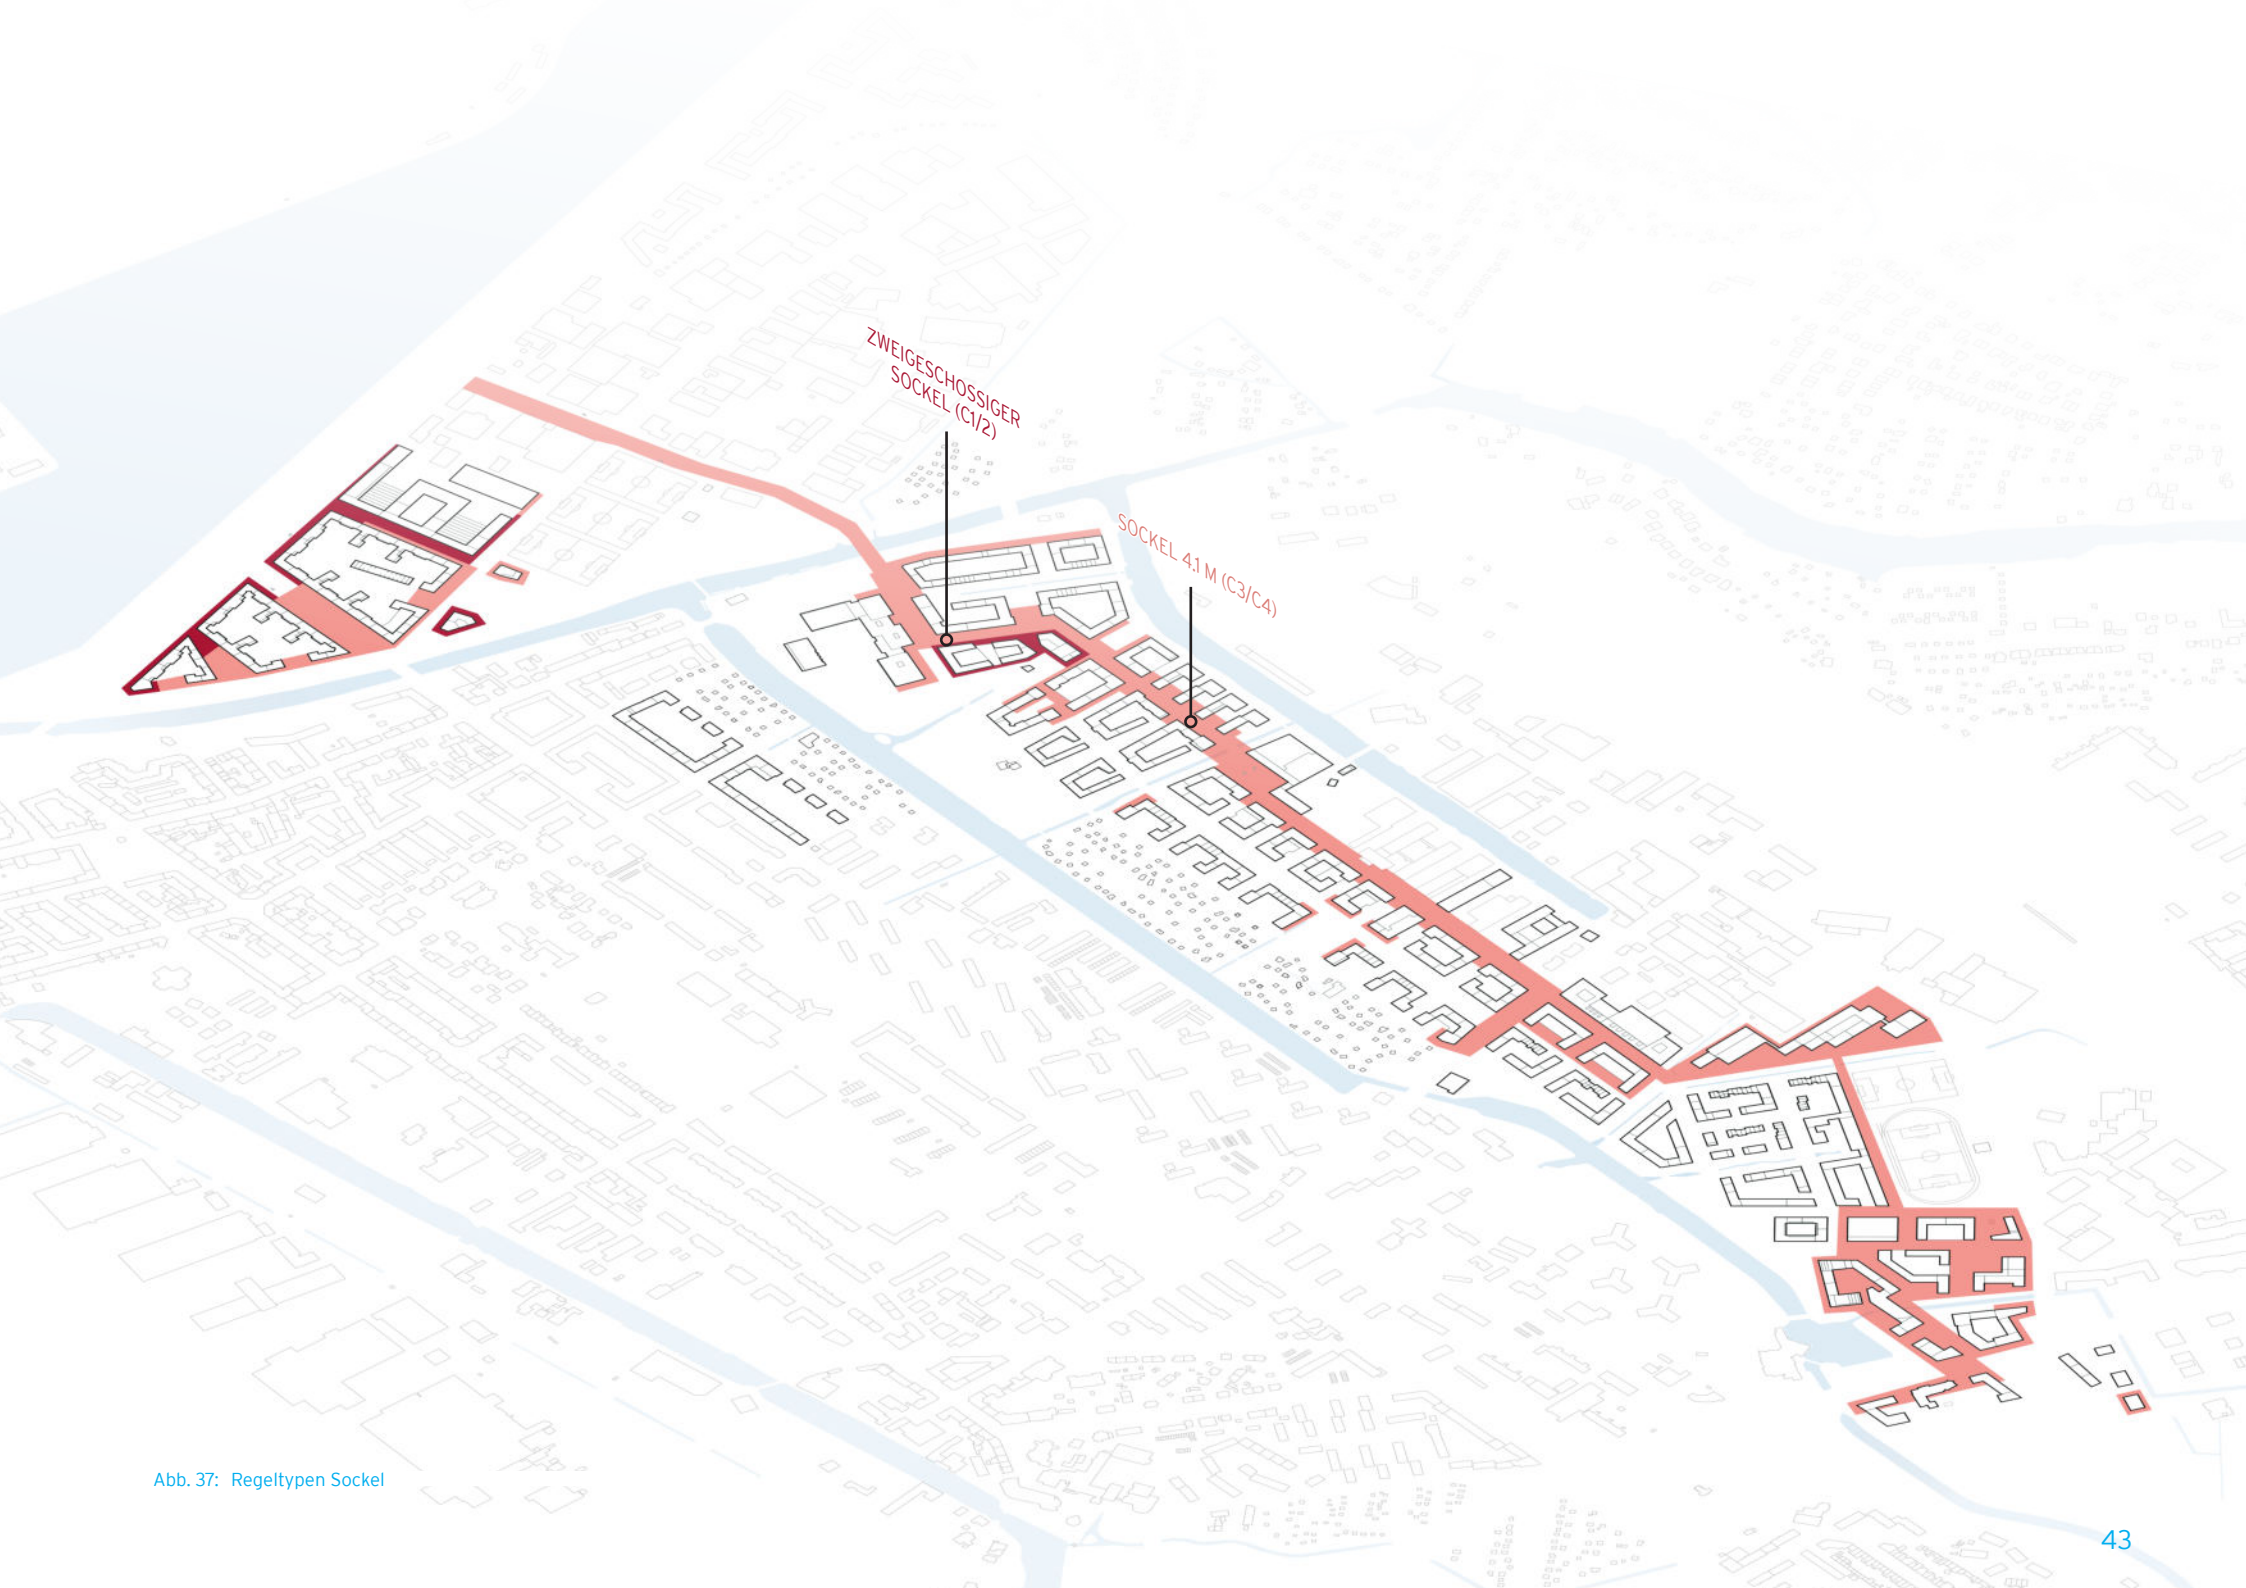 ZWEIGESCHOSSIGER
SOCKEL (C1/2)
SOCKEL 4.1 M (C3/C4)
Abb. 37: Regeltypen Sockel
43